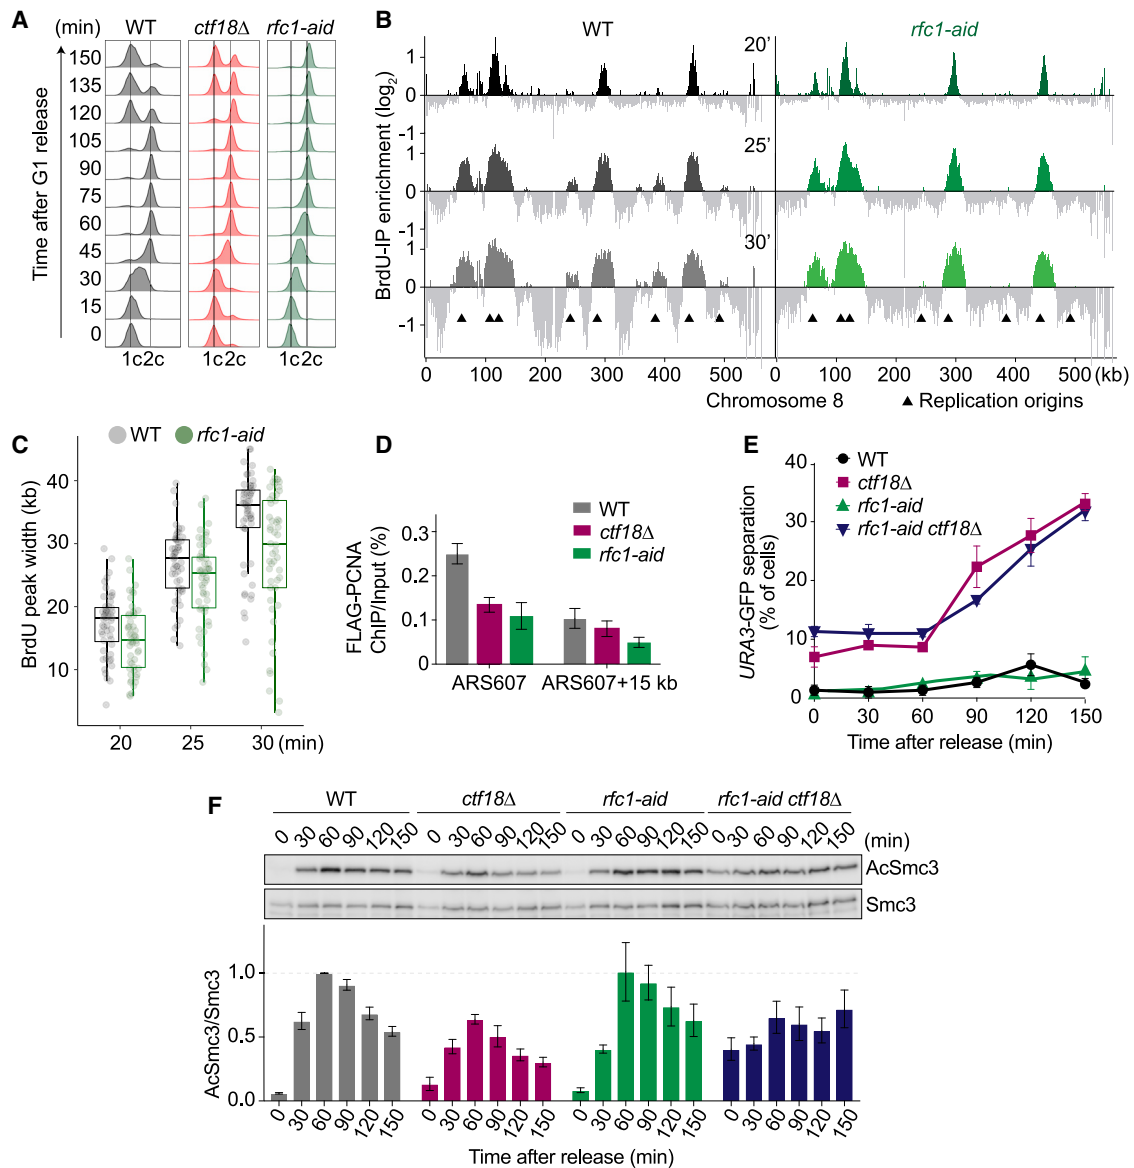 A
(min)
WT
ctf18Δ
rfc1-aid
Time after G1 release
150
135
120
105
90
75
60
45
30
15
0
1c2c
1c2c
1c2c
B
WT
rfc1-aid
BrdU-IP enrichment (log2)
20'
25'
30'
1
0
-1
1
0
-1
1
0
-1
0 100 200 300 400 500
0 100 200 300 400 500 (kb)
Chromosome 8
▲ Replication origins
C
WT
rfc1-aid
BrdU peak width (kb)
40
30
20
10
20 25 30 (min)
D
WT
ctf18Δ
rfc1-aid
FLAG-PCNA
ChIP/Input (%)
0.3
0.2
0.1
0
ARS607
ARS607+15 kb
E
WT
ctf18Δ
rfc1-aid
rfc1-aid ctf18Δ
URA3-GFP separation
(% of cells)
40
30
20
10
0
0 30 60 90 120 150
Time after release (min)
F
WT
ctf18Δ
rfc1-aid
rfc1-aid ctf18Δ
0 30 60 90 120 150 0 30 60 90 120 150 0 30 60 90 120 150 0 30 60 90 120 150 (min)
AcSmc3
Smc3
AcSmc3/Smc3
1.0
0.5
0.0
0 30 60 90 120 150 0 30 60 90 120 150 0 30 60 90 120 150 0 30 60 90 120 150
Time after release (min)